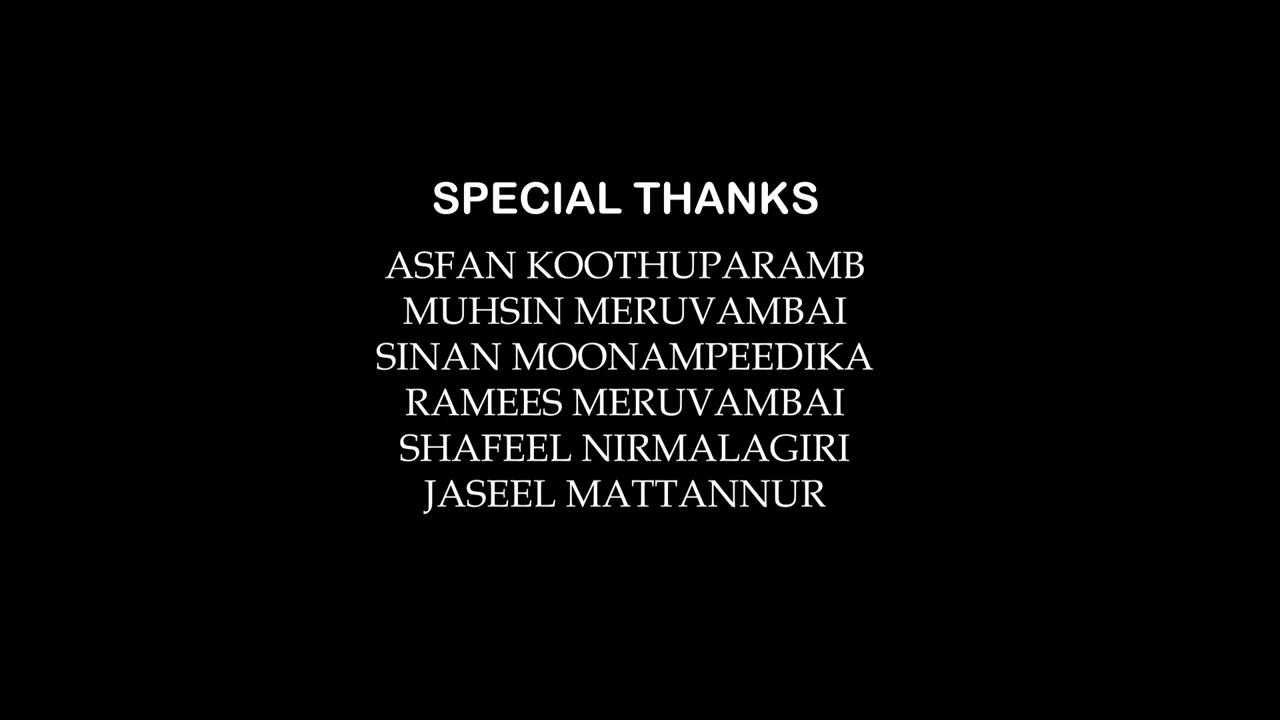 SPECIAL THANKS
ASFAN KOOTHUPARAMB
MUHSIN MERUVAMBAI
SINAN MOONAMPEEDIKA
RAMEES MERUVAMBAI
SHAFEEL NIRMALAGIRI
JASEEL MATTANNUR